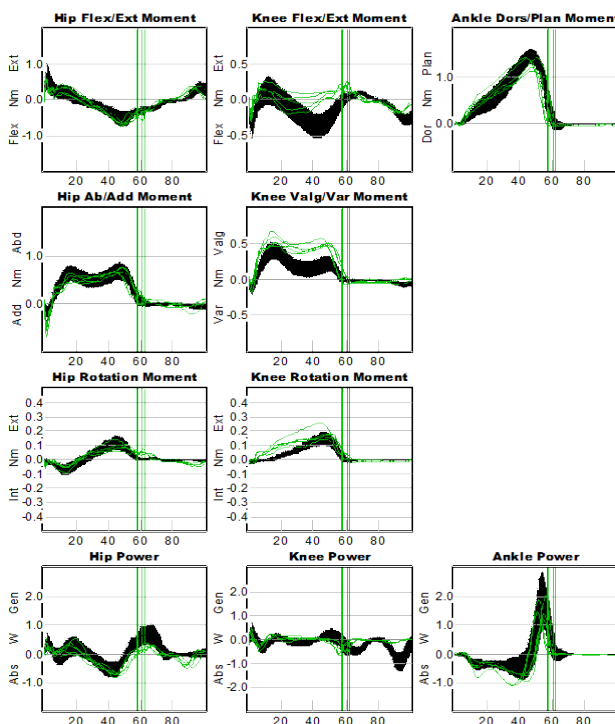 Hip Flex/Ext Moment
Knee Flex/Ext Moment
Ankle Dors/Plan Moment
Flex Nm Ext
1.0
0.0
-1.0
20 40 60 80
Flex Nm Ext
0.5
0.0
-0.5
20 40 60 80
Dor Nm Plan
1.0
0.0
20 40 60 80
Hip Ab/Add Moment
Knee Valg/Var Moment
Add Nm Abd
1.0
0.0
20 40 60 80
Var Nm Valg
0.5
0.0
-0.5
20 40 60 80
Hip Rotation Moment
Knee Rotation Moment
Int Nm Ext
0.4
0.3
0.2
0.1
0.0
-0.1
-0.2
-0.3
-0.4
20 40 60 80
Int Nm Ext
0.4
0.3
0.2
0.1
0.0
-0.1
-0.2
-0.3
-0.4
20 40 60 80
Hip Power
Knee Power
Ankle Power
Abs W Gen
2.0
1.0
0.0
-1.0
20 40 60 80
Abs W Gen
2.0
1.0
0.0
-1.0
-2.0
20 40 60 80
Abs W Gen
2.0
1.0
0.0
-1.0
20 40 60 80